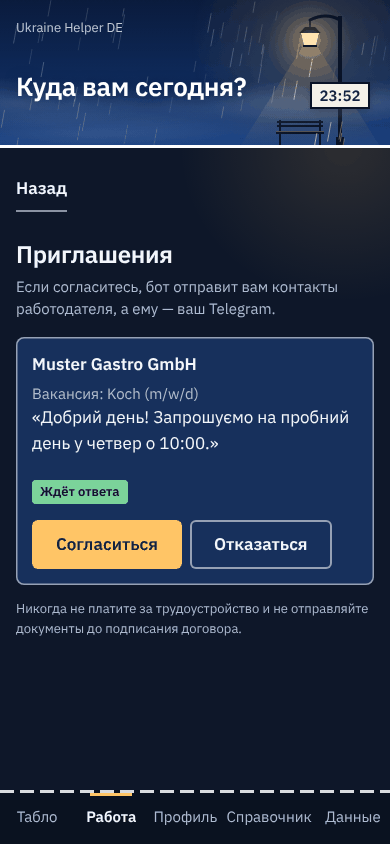 Ukraine Helper DE
Куда вам сегодня?
23:52
Назад
Приглашения
Если согласитесь, бот отправит вам контакты
работодателя, а ему — ваш Telegram.
Muster Gastro GmbH
Вакансия: Koch (m/w/d)
«Добрий день! Запрошуємо на пробний
день у четвер о 10:00.»
Ждёт ответа
Согласиться Отказаться
Никогда не платите за трудоустройство и не отправляйте
документы до подписания договора.
Табло Работа Профиль Справочник Данные